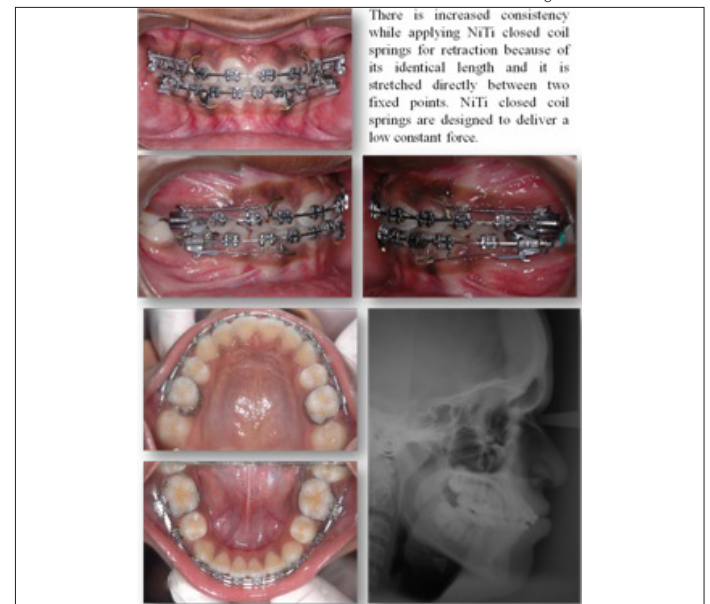 There is increased consistency
while applying NiTi closed coil
springs for retraction because of
its identical length and it is
stretched directly between two
fixed points. NiTi closed coil
springs are designed to deliver a
low constant force.